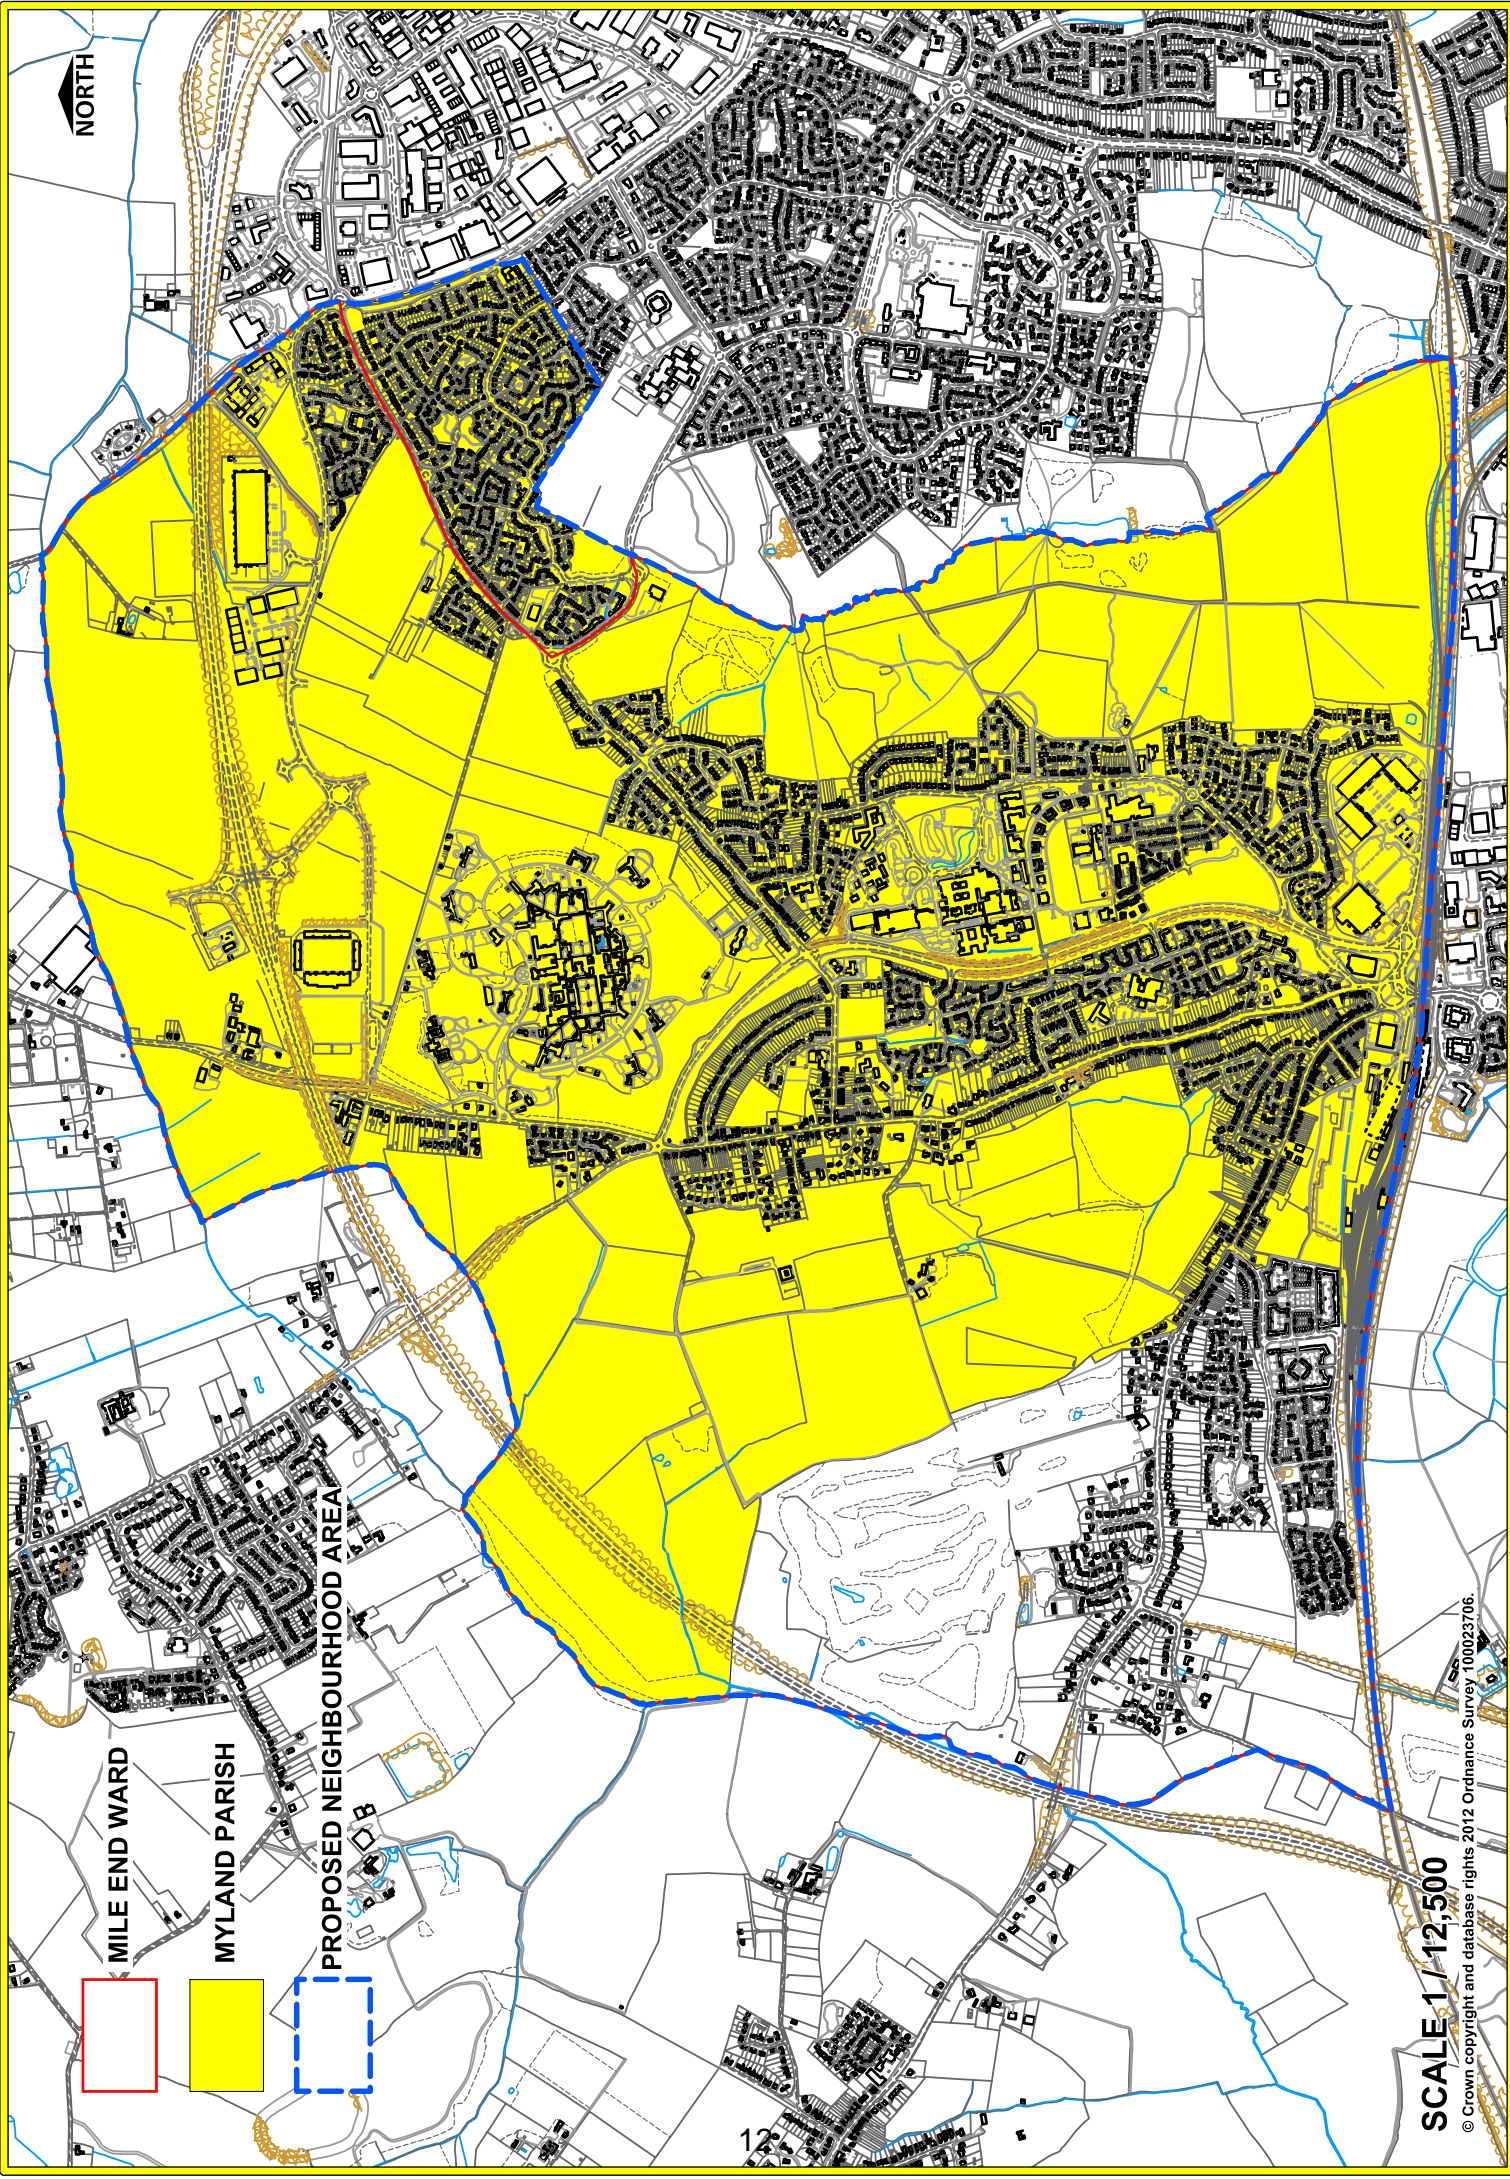 NORTH
MILE END WARD
MYLAND PARISH
PROPOSED NEIGHBOURHOOD AREA
SCALE 1 / 12,500
© Crown copyright and database rights 2012 Ordnance Survey 100023706.
12